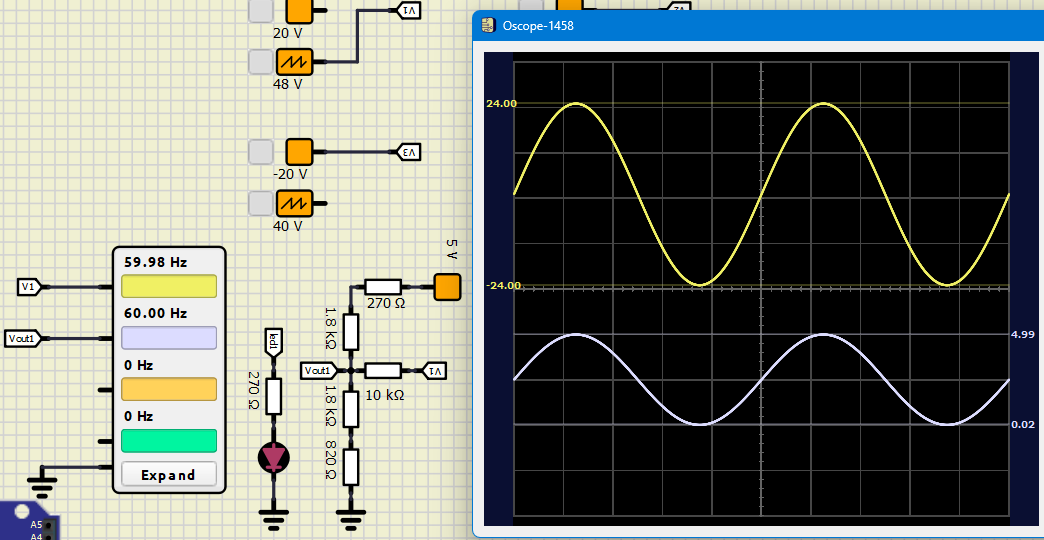 20 V
V1
48 V
V2
Oscope-1458
V3
-20 V
40 V
59.98 Hz
V1
60.00 Hz
Vout1
0 Hz
0 Hz
Expand
A5
A4
led1
270 Ω
5 V
270 Ω
1.8 kΩ
Vout1
V1
10 kΩ
1.8 kΩ
820 Ω
24.00
-24.00
4.99
0.02